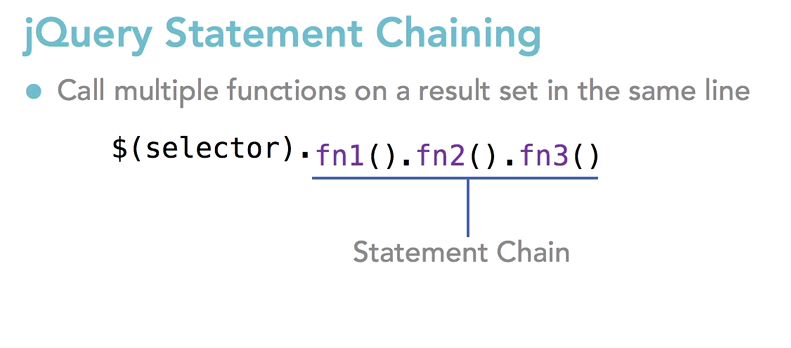 jQuery Statement Chaining
● Call multiple functions on a result set in the same line
$(selector).fn1().fn2().fn3()
Statement Chain